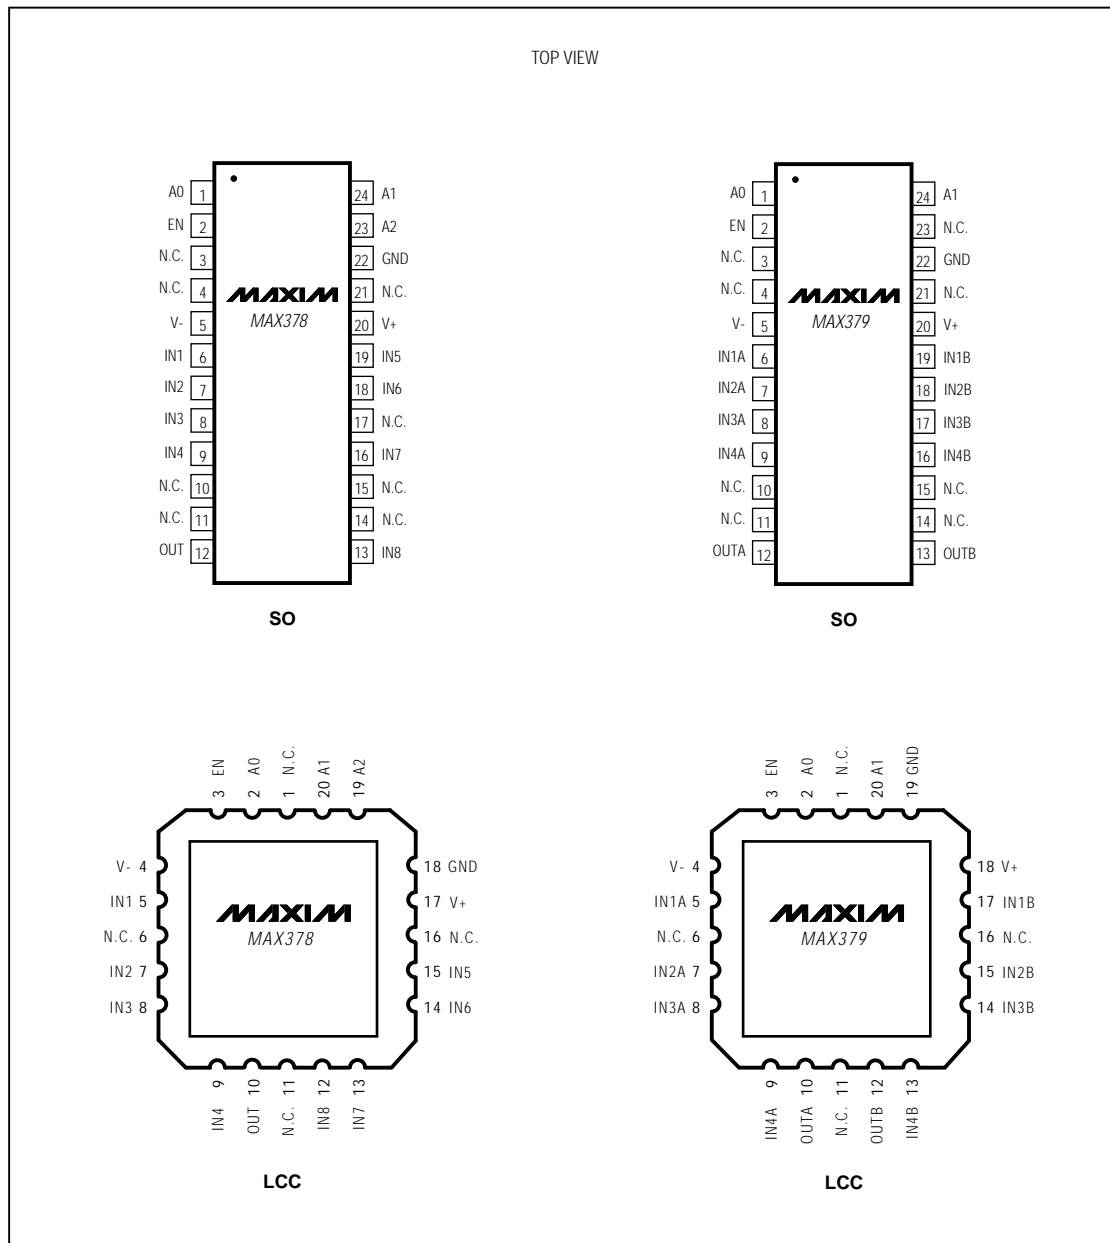 TOP VIEW
A0 1 24 A1
EN 2 23 A2
N.C. 3 22 GND
N.C. 4 21 N.C.
V- 5 20 V+
IN1 6 19 IN5
IN2 7 18 IN6
IN3 8 17 N.C.
IN4 9 16 IN7
N.C. 10 15 N.C.
N.C. 11 14 N.C.
OUT 12 13 IN8
MAXIM
MAX378
SO
A0 1 24 A1
EN 2 23 N.C.
N.C. 3 22 GND
N.C. 4 21 N.C.
V- 5 20 V+
IN1A 6 19 IN1B
IN2A 7 18 IN2B
IN3A 8 17 IN3B
IN4A 9 16 IN4B
N.C. 10 15 N.C.
N.C. 11 14 N.C.
OUTA 12 13 OUTB
MAXIM
MAX379
SO
3 EN
2 A0
1 N.C.
20 A1
19 A2
V- 4 18 GND
IN1 5 17 V+
N.C. 6 16 N.C.
IN2 7 15 IN5
IN3 8 14 IN6
MAXIM
MAX378
IN4 9
OUT 10
N.C. 11
IN8 12
IN7 13
LCC
3 EN
2 A0
1 N.C.
20 A1
19 GND
V- 4 18 V+
IN1A 5 17 IN1B
N.C. 6 16 N.C.
IN2A 7 15 IN2B
IN3A 8 14 IN3B
MAXIM
MAX379
IN4A 9
OUTA 10
N.C. 11
OUTB 12
IN4B 13
LCC